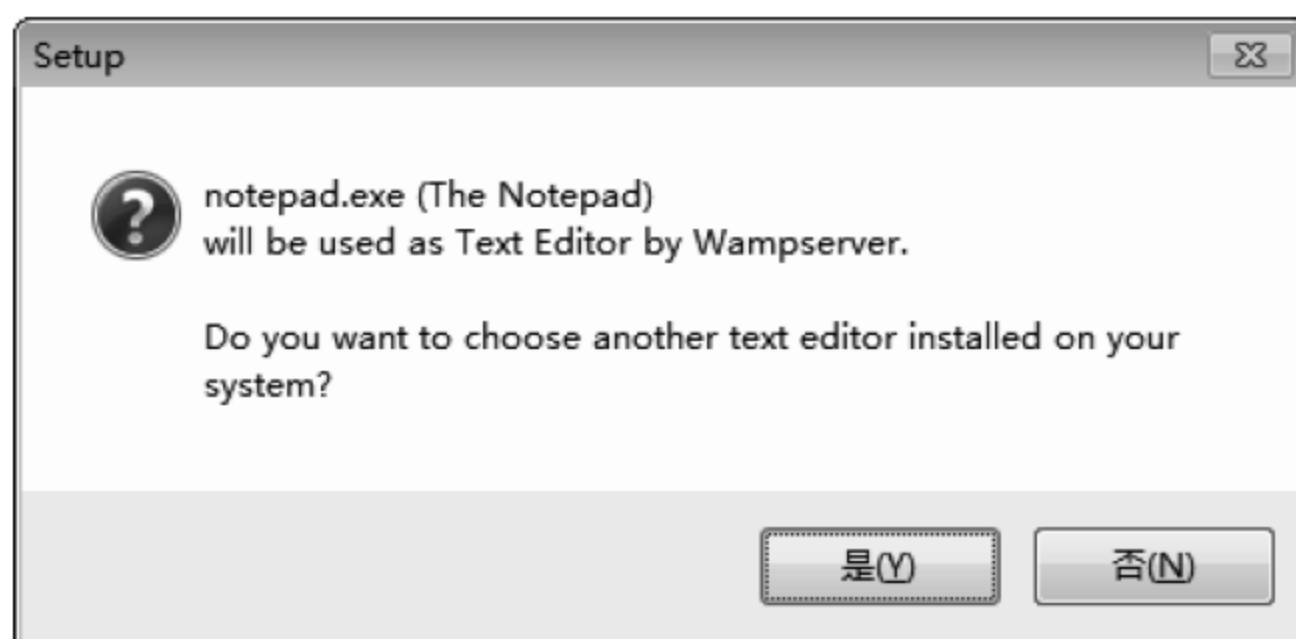 Setup
notepad.exe (The Notepad)
will be used as Text Editor by Wampserver.
Do you want to choose another text editor installed on your
system?
是(Y)
否(N)